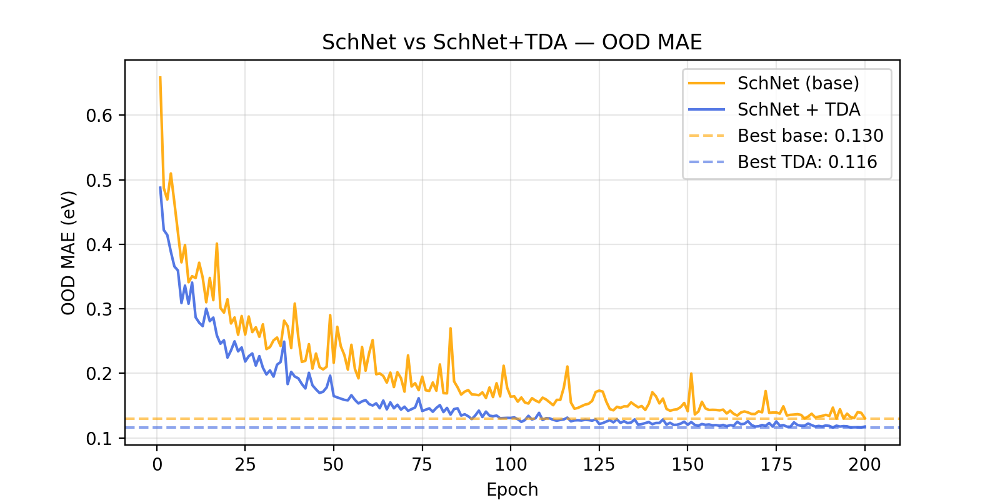 SchNet vs SchNet+TDA — OOD MAE
SchNet (base)
SchNet + TDA
Best base: 0.130
Best TDA: 0.116
OOD MAE (eV)
0.6
0.5
0.4
0.3
0.2
0.1
0 25 50 75 100 125 150 175 200
Epoch